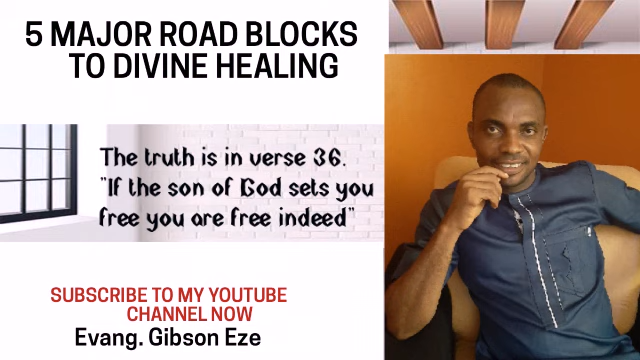 5 MAJOR ROAD BLOCKS
TO DIVINE HEALING
The truth is in verse 36.
"If the son of God sets you
free you are free indeed"
SUBSCRIBE TO MY YOUTUBE
CHANNEL NOW
Evang. Gibson Eze